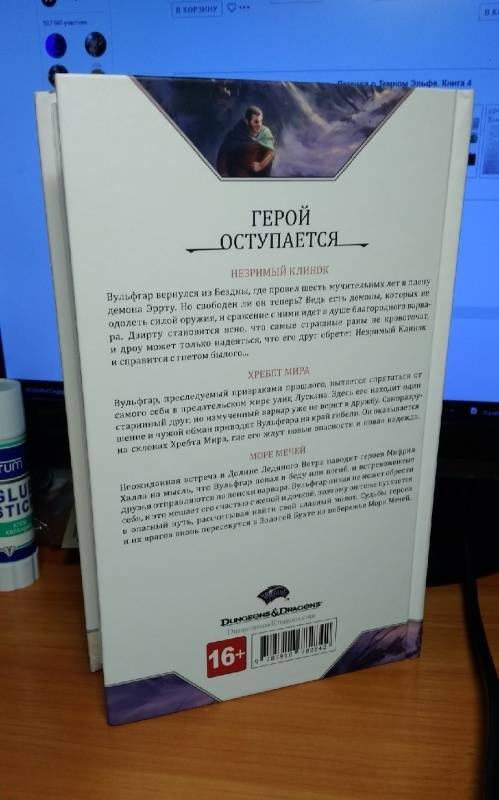 В КОРЗИНУ
Легенда о Темном Эльфе. Книга 4
ГЕРОЙ
ОСТУПАЕТСЯ
НЕЗРИМЫЙ КЛИНОК
Вульфгар вернулся из Бездны, где провел шесть мучительных лет в плену
демона Эррту. Но свободен ли он теперь? Ведь есть демоны, которых не
одолеть силой оружия, и сражение с ними идет в душе благородного варва-
ра. Дзирту становится ясно, что самые страшные раны не кровоточат,
и дроу может только надеяться, что его друг обретет Незримый Клинок
и справится с гнетом былого...
ХРЕБЕТ МИРА
Вульфгар, преследуемый призраками прошлого, пытается спрятаться от
самого себя в предательском мире улиц Лускана. Здесь его находит один
старинный друг, но измученный варвар уже не верит в дружбу. Саморазру-
шение и чужой обман приводят Вульфгара на край гибели. Он оказывается
на склонах Хребта Мира, где его ждут новые опасности и новая надежда.
МОРЕ МЕЧЕЙ
Неожиданная встреча в Долине Ледяного Ветра наводит героев Мифрил
Халла на мысль, что Вульфгар попал в беду или погиб, и встревоженные
друзья отправляются на поиски варвара. Вульфгар никак не может обрести
себя, и это мешает его счастью с женой и дочкой, поэтому он тоже пускается
в опасный путь, рассчитывая найти свой славный молот. Судьбы героев
и их врагов вновь пересекутся в Золотой Бухте на побережье Моря Мечей.
DUNGEONS & DRAGONS
DungeonsandDragons.com
16+
GLUE
STICK